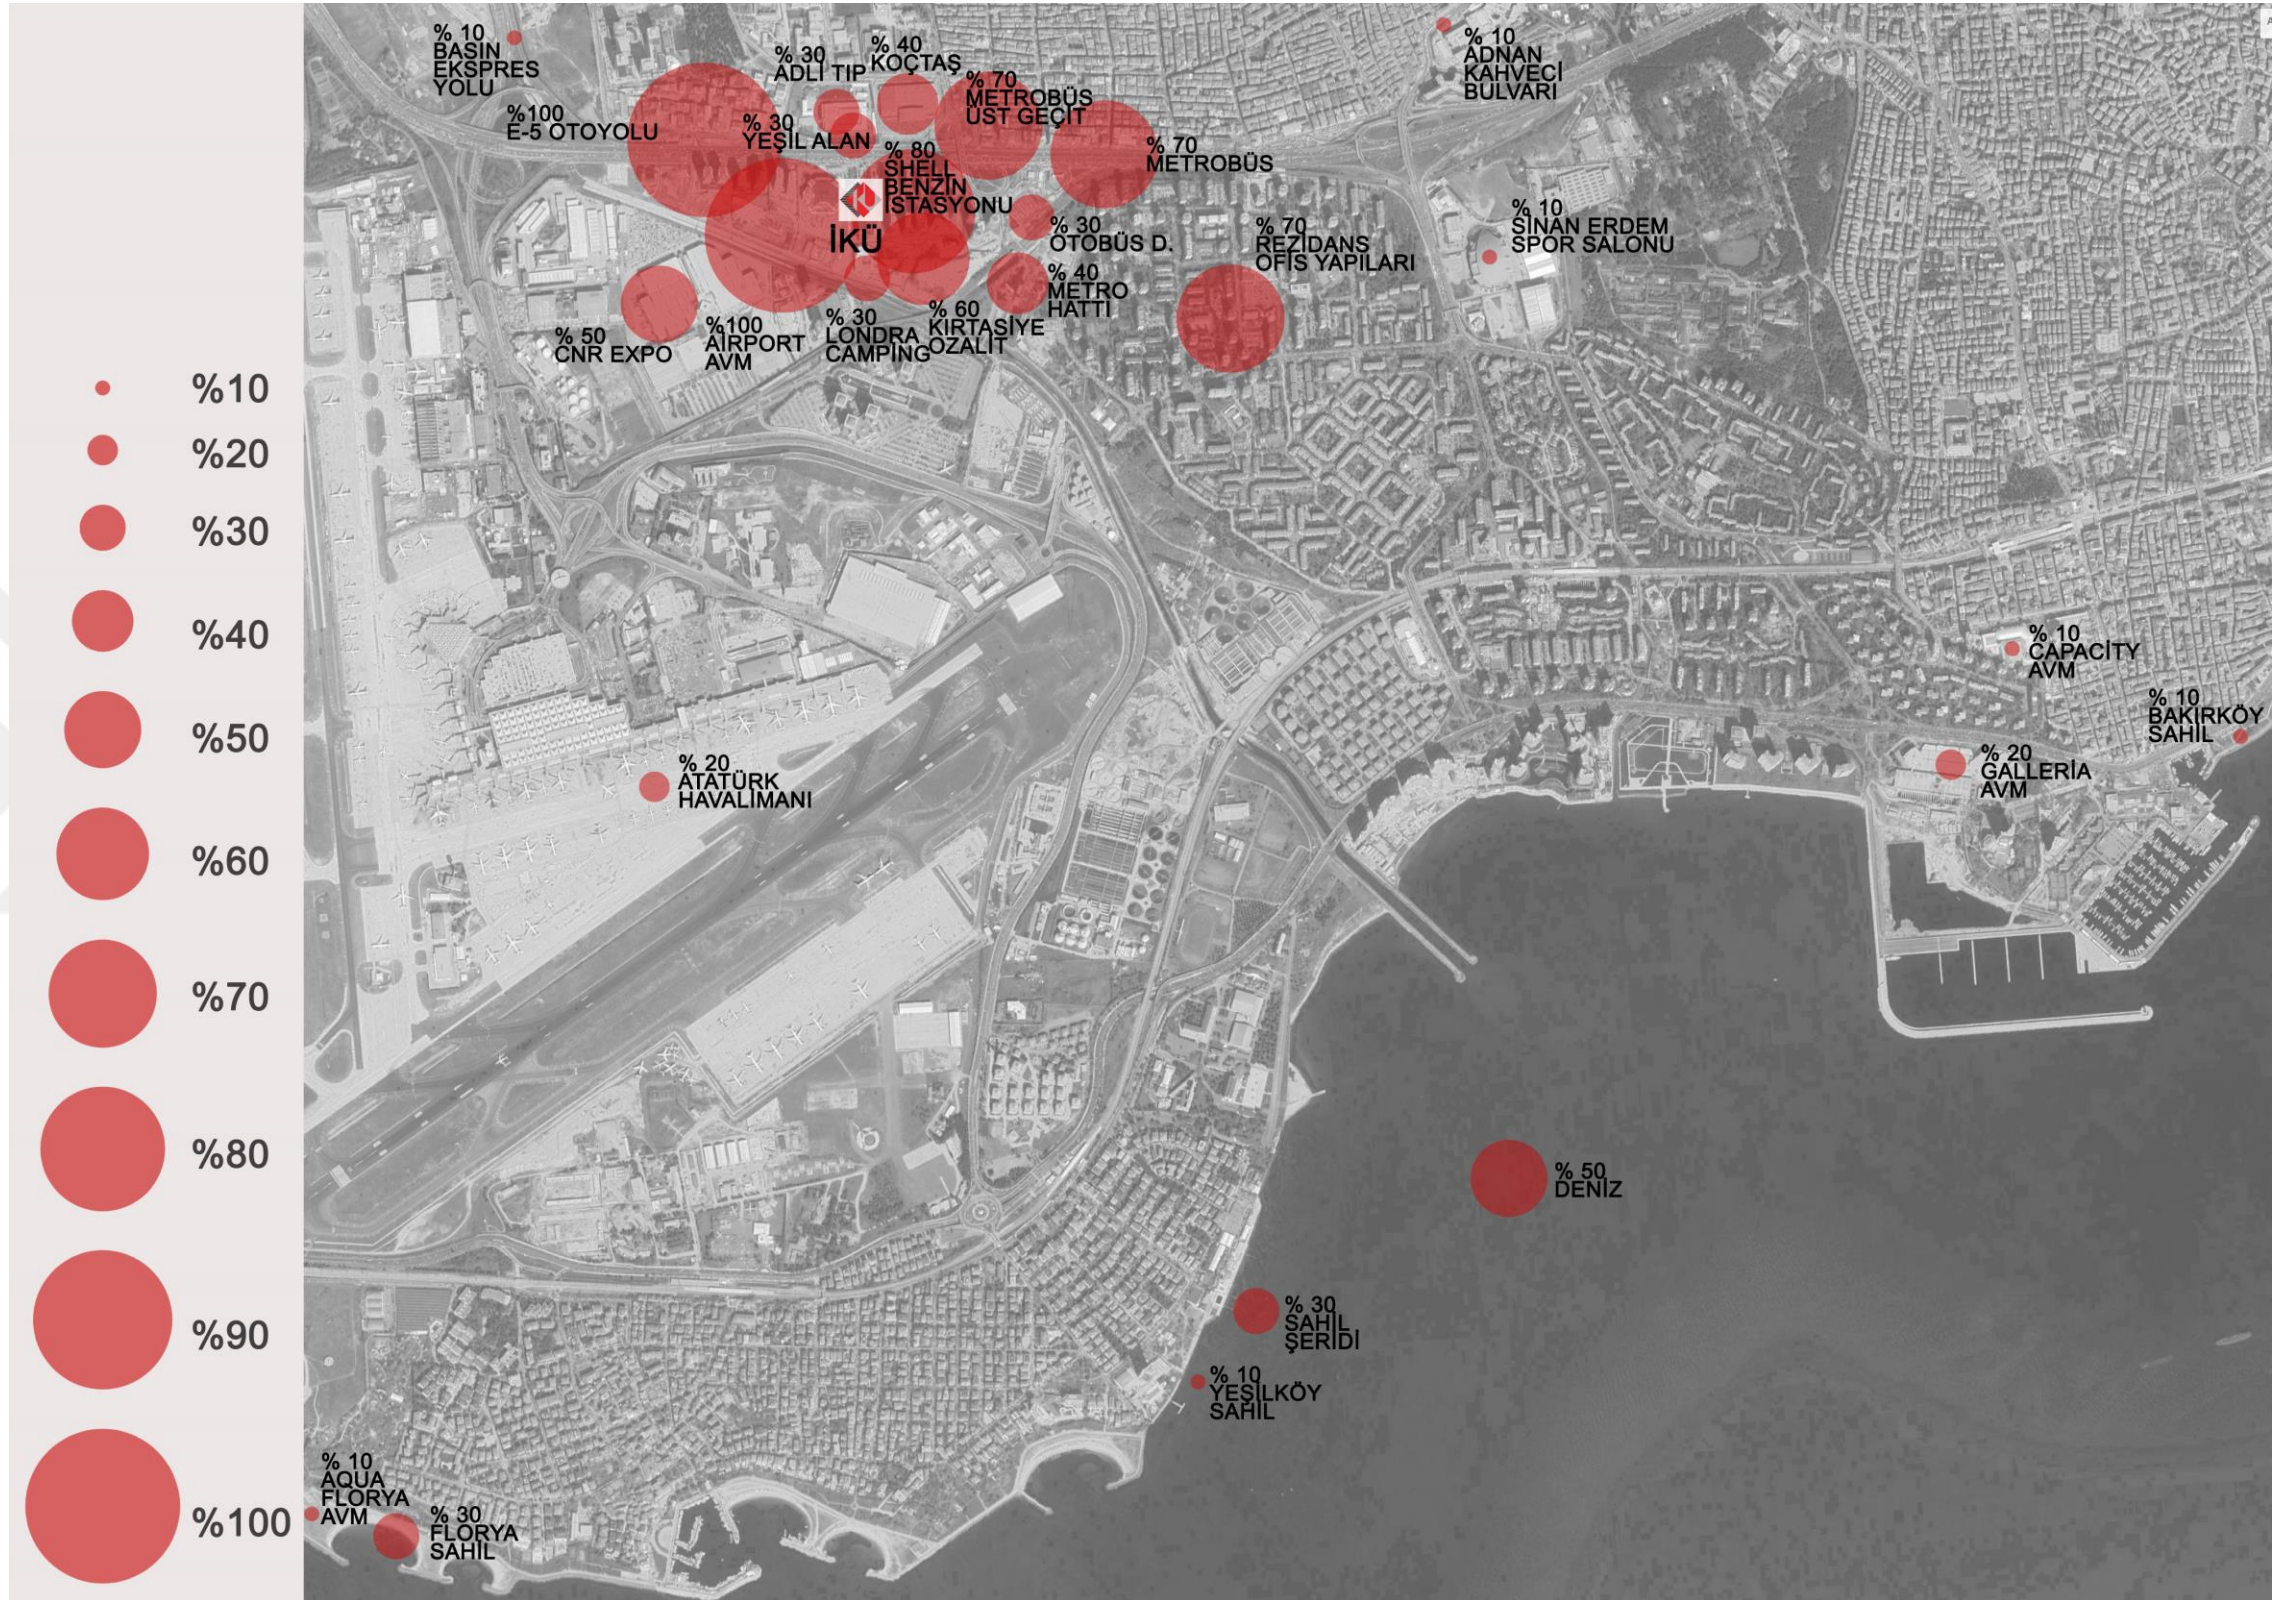 % 10
BASIN
EKSPRES
YOLU
%100
E-5 OTOYOLU
% 30
ADLİ TIP
% 40
KOÇTAŞ
% 30
YEŞİL ALAN
% 70
METROBÜS
ÜST GEÇİT
% 70
METROBÜS
% 80
SHELL
BENZİN
İSTASYONU
İKÜ
% 30
OTOBÜS D.
% 40
METRO
HATTI
% 70
REZİDANS
OFİS YAPILARI
% 10
ADNAN
KAHVECİ
BULVARI
% 10
SİNAN ERDEM
SPOR SALONU
% 50
CNR EXPO
%100
AIRPORT
AVM
% 30
LONDRA
CAMPİNG
% 60
KIRTASİYE
OZALİT
%10
%20
%30
%40
%50
%60
%70
%80
%90
%100
% 20
ATATÜRK
HAVALİMANI
% 10
CAPACİTY
AVM
% 10
BAKIRKÖY
SAHİL
% 20
GALLERİA
AVM
% 50
DENİZ
% 30
SAHİL
ŞERİDİ
% 10
YEŞİLKÖY
SAHİL
% 10
AQUA
FLORYA
AVM
% 30
FLORYA
SAHİL